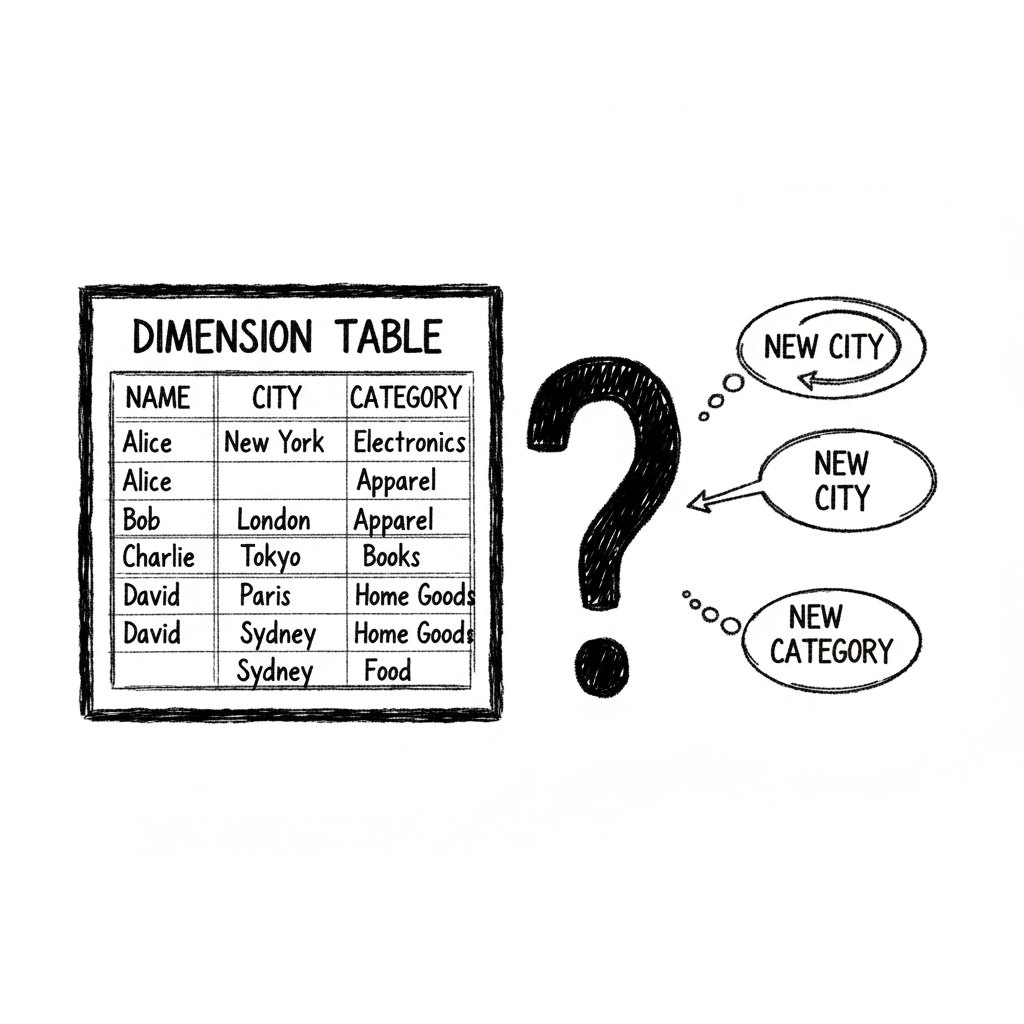 DIMENSION TABLE
NAME CITY CATEGORY
Alice New York Electronics
Alice Apparel
Bob London Apparel
Charlie Tokyo Books
David Paris Home Goods
David Sydney Home Goods
Sydney Food
?
NEW CITY
NEW
CITY
NEW
CATEGORY